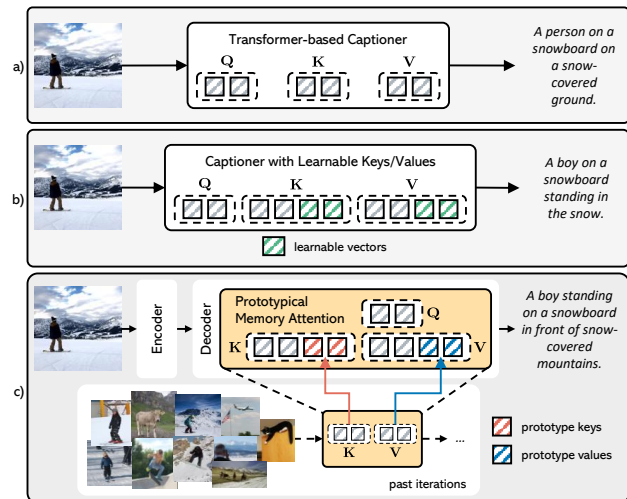 a)
Transformer-based Captioner
Q K V
A person on a
snowboard on
a snow-
covered
ground.
b)
Captioner with Learnable Keys/Values
Q K V
learnable vectors
A boy on a
snowboard
standing in
the snow.
c)
Encoder
Decoder
Prototypical
Memory Attention
Q
K V
A boy standing
on a snowboard
in front of snow-
covered
mountains.
K V
...
past iterations
prototype keys
prototype values